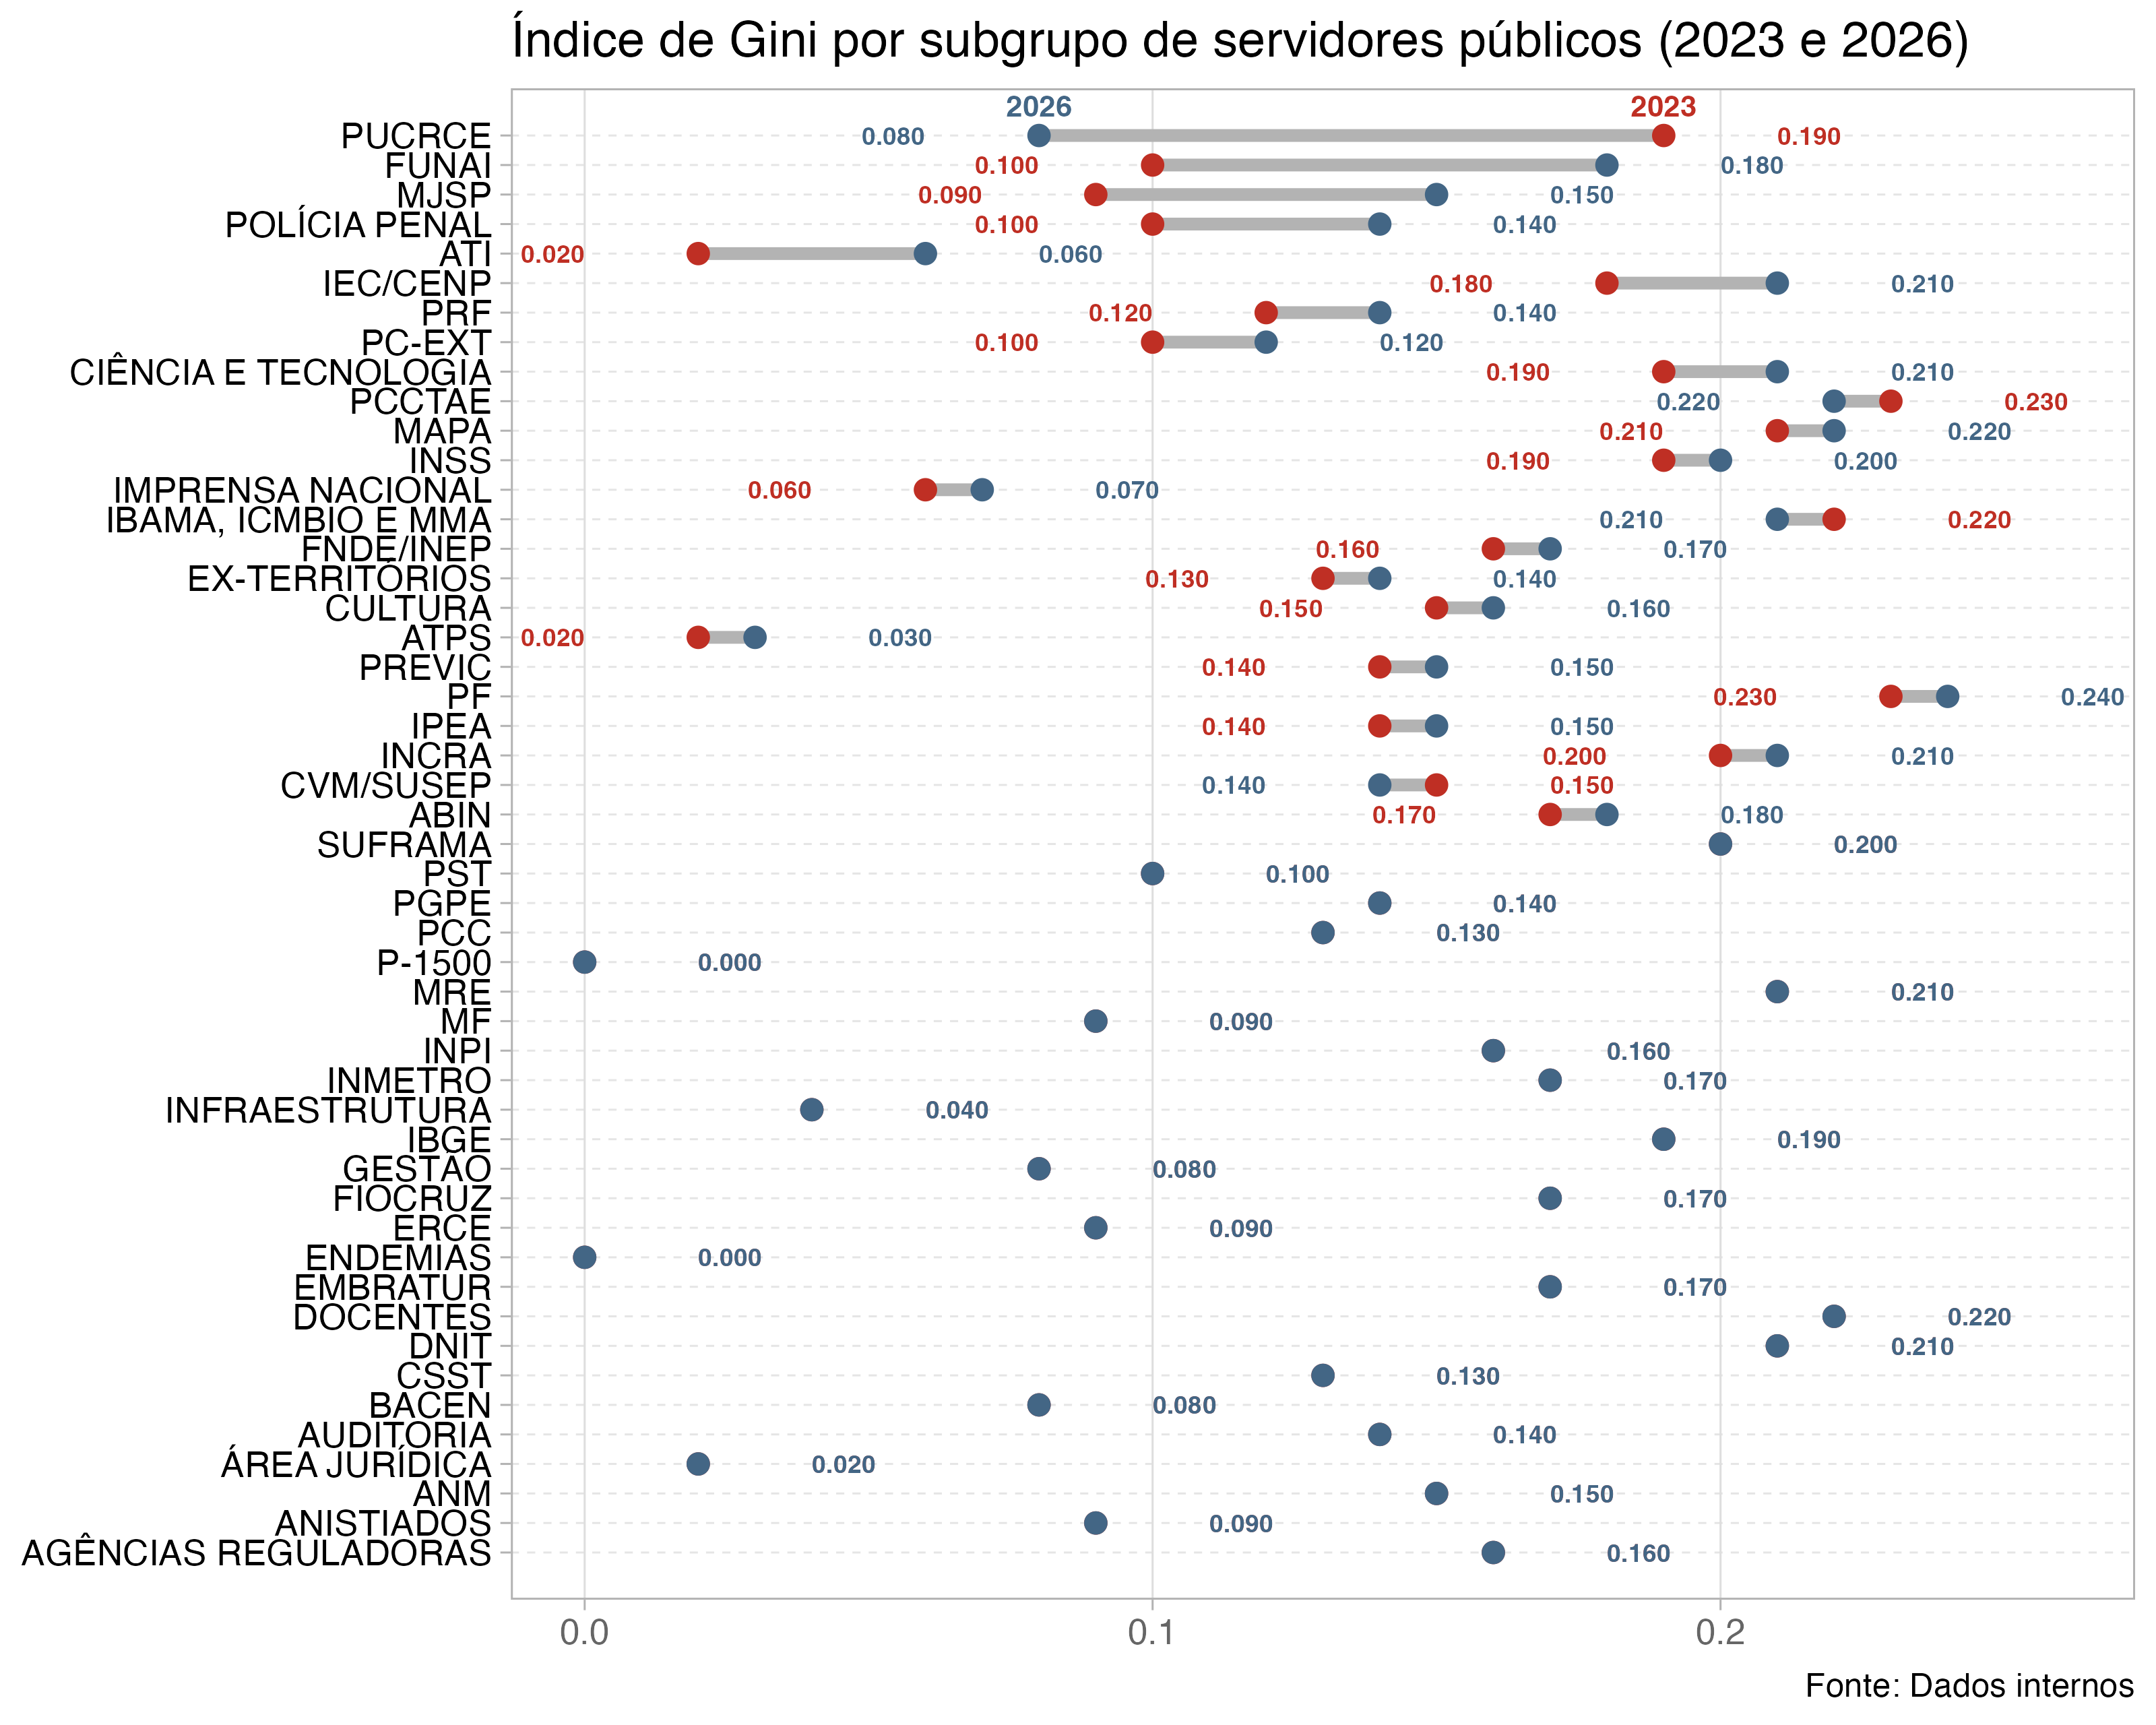 Índice de Gini por subgrupo de servidores públicos (2023 e 2026)
2026 2023
PUCRCE 0.080 0.190
FUNAI 0.100 0.180
MJSP 0.090 0.150
POLÍCIA PENAL 0.100 0.140
ATI 0.020 0.060
IEC/CENP 0.180 0.210
PRF 0.120 0.140
PC-EXT 0.100 0.120
CIÊNCIA E TECNOLOGIA 0.190 0.210
PCCTAE 0.220 0.230
MAPA 0.210 0.220
INSS 0.190 0.200
IMPRENSA NACIONAL 0.060 0.070
IBAMA, ICMBIO E MMA 0.210 0.220
FNDE/INEP 0.160 0.170
EX-TERRITÓRIOS 0.130 0.140
CULTURA 0.150 0.160
ATPS 0.020 0.030
PREVIC 0.140 0.150
PF 0.230 0.240
IPEA 0.140 0.150
INCRA 0.200 0.210
CVM/SUSEP 0.140 0.150
ABIN 0.170 0.180
SUFRAMA 0.200
PST 0.100
PGPE 0.140
PCC 0.130
P-1500 0.000
MRE 0.210
MF 0.090
INPI 0.160
INMETRO 0.170
INFRAESTRUTURA 0.040
IBGE 0.190
GESTÃO 0.080
FIOCRUZ 0.170
ERCE 0.090
ENDEMIAS 0.000
EMBRATUR 0.170
DOCENTES 0.220
DNIT 0.210
CSST 0.130
BACEN 0.080
AUDITORIA 0.140
ÁREA JURÍDICA 0.020
ANM 0.150
ANISTIADOS 0.090
AGÊNCIAS REGULADORAS 0.160
0.0 0.1 0.2
Fonte: Dados internos